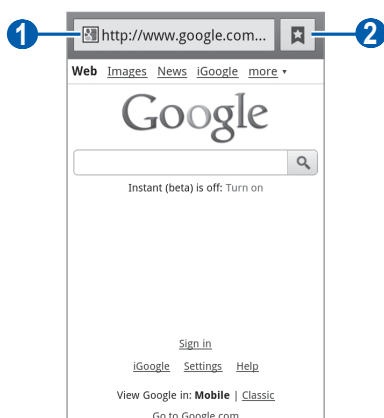 1
http://www.google.com...
2
Web Images News iGoogle more ▾
Google
Instant (beta) is off: Turn on
Sign in
iGoogle Settings Help
View Google in: Mobile | Classic
Go to Google.com